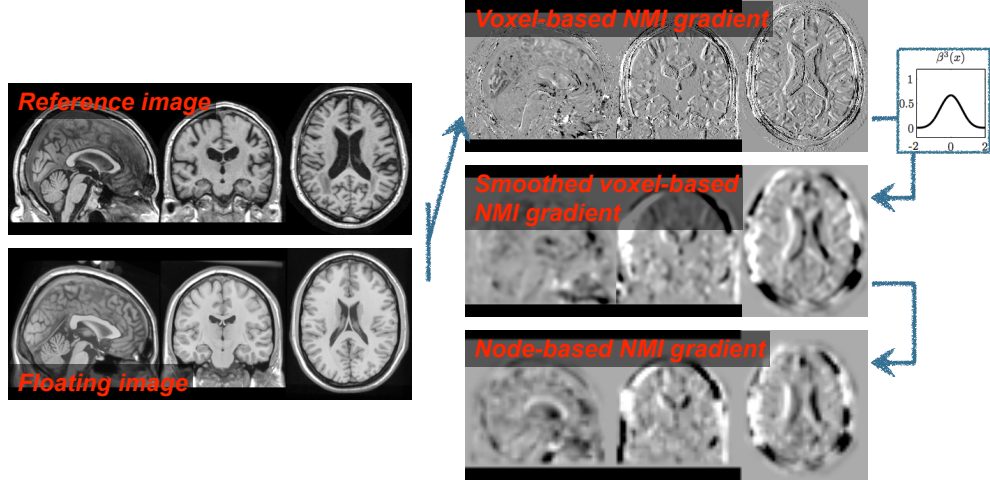 Reference image
Floating image
Voxel-based NMI gradient
β³(x)
1
0.5
0
-2 0 2
Smoothed voxel-based
NMI gradient
Node-based NMI gradient